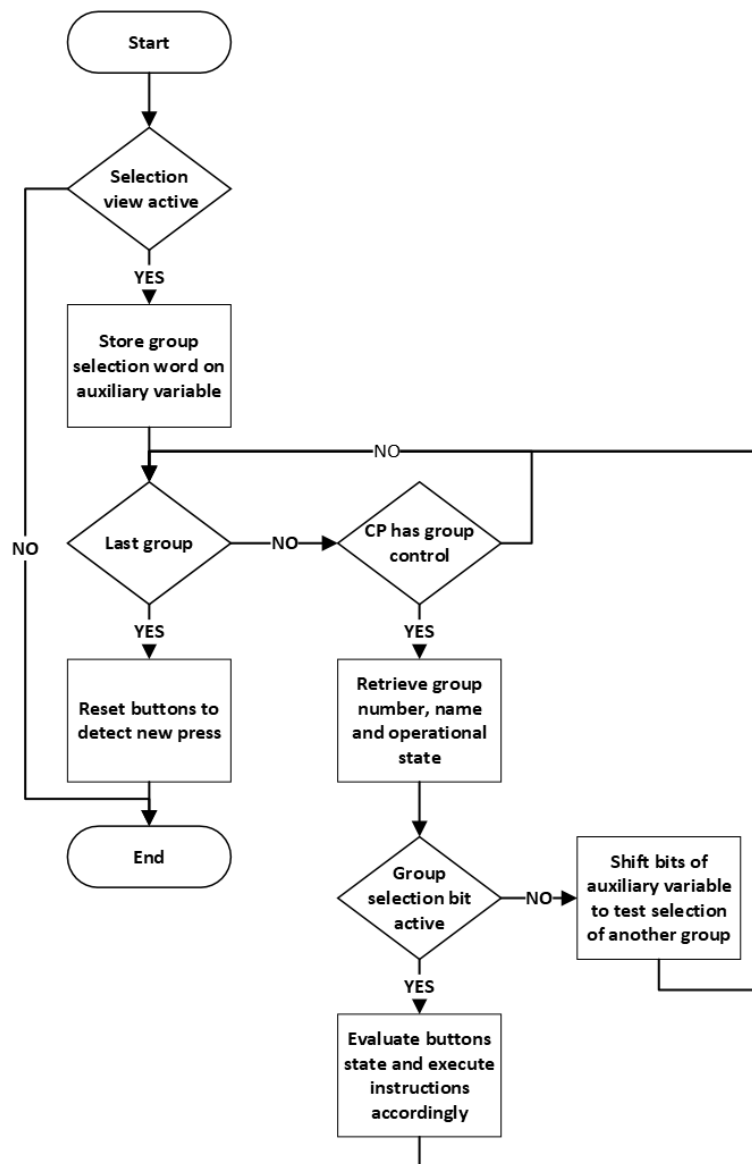 Start
Selection
view active
YES
Store group
selection word on
auxiliary variable
NO
Last group
NO
CP has group
control
NO
YES
YES
Reset buttons to
detect new press
Retrieve group
number, name
and operational
state
End
Group
selection bit
active
NO
Shift bits of
auxiliary variable
to test selection
of another group
YES
Evaluate buttons
state and execute
instructions
accordingly